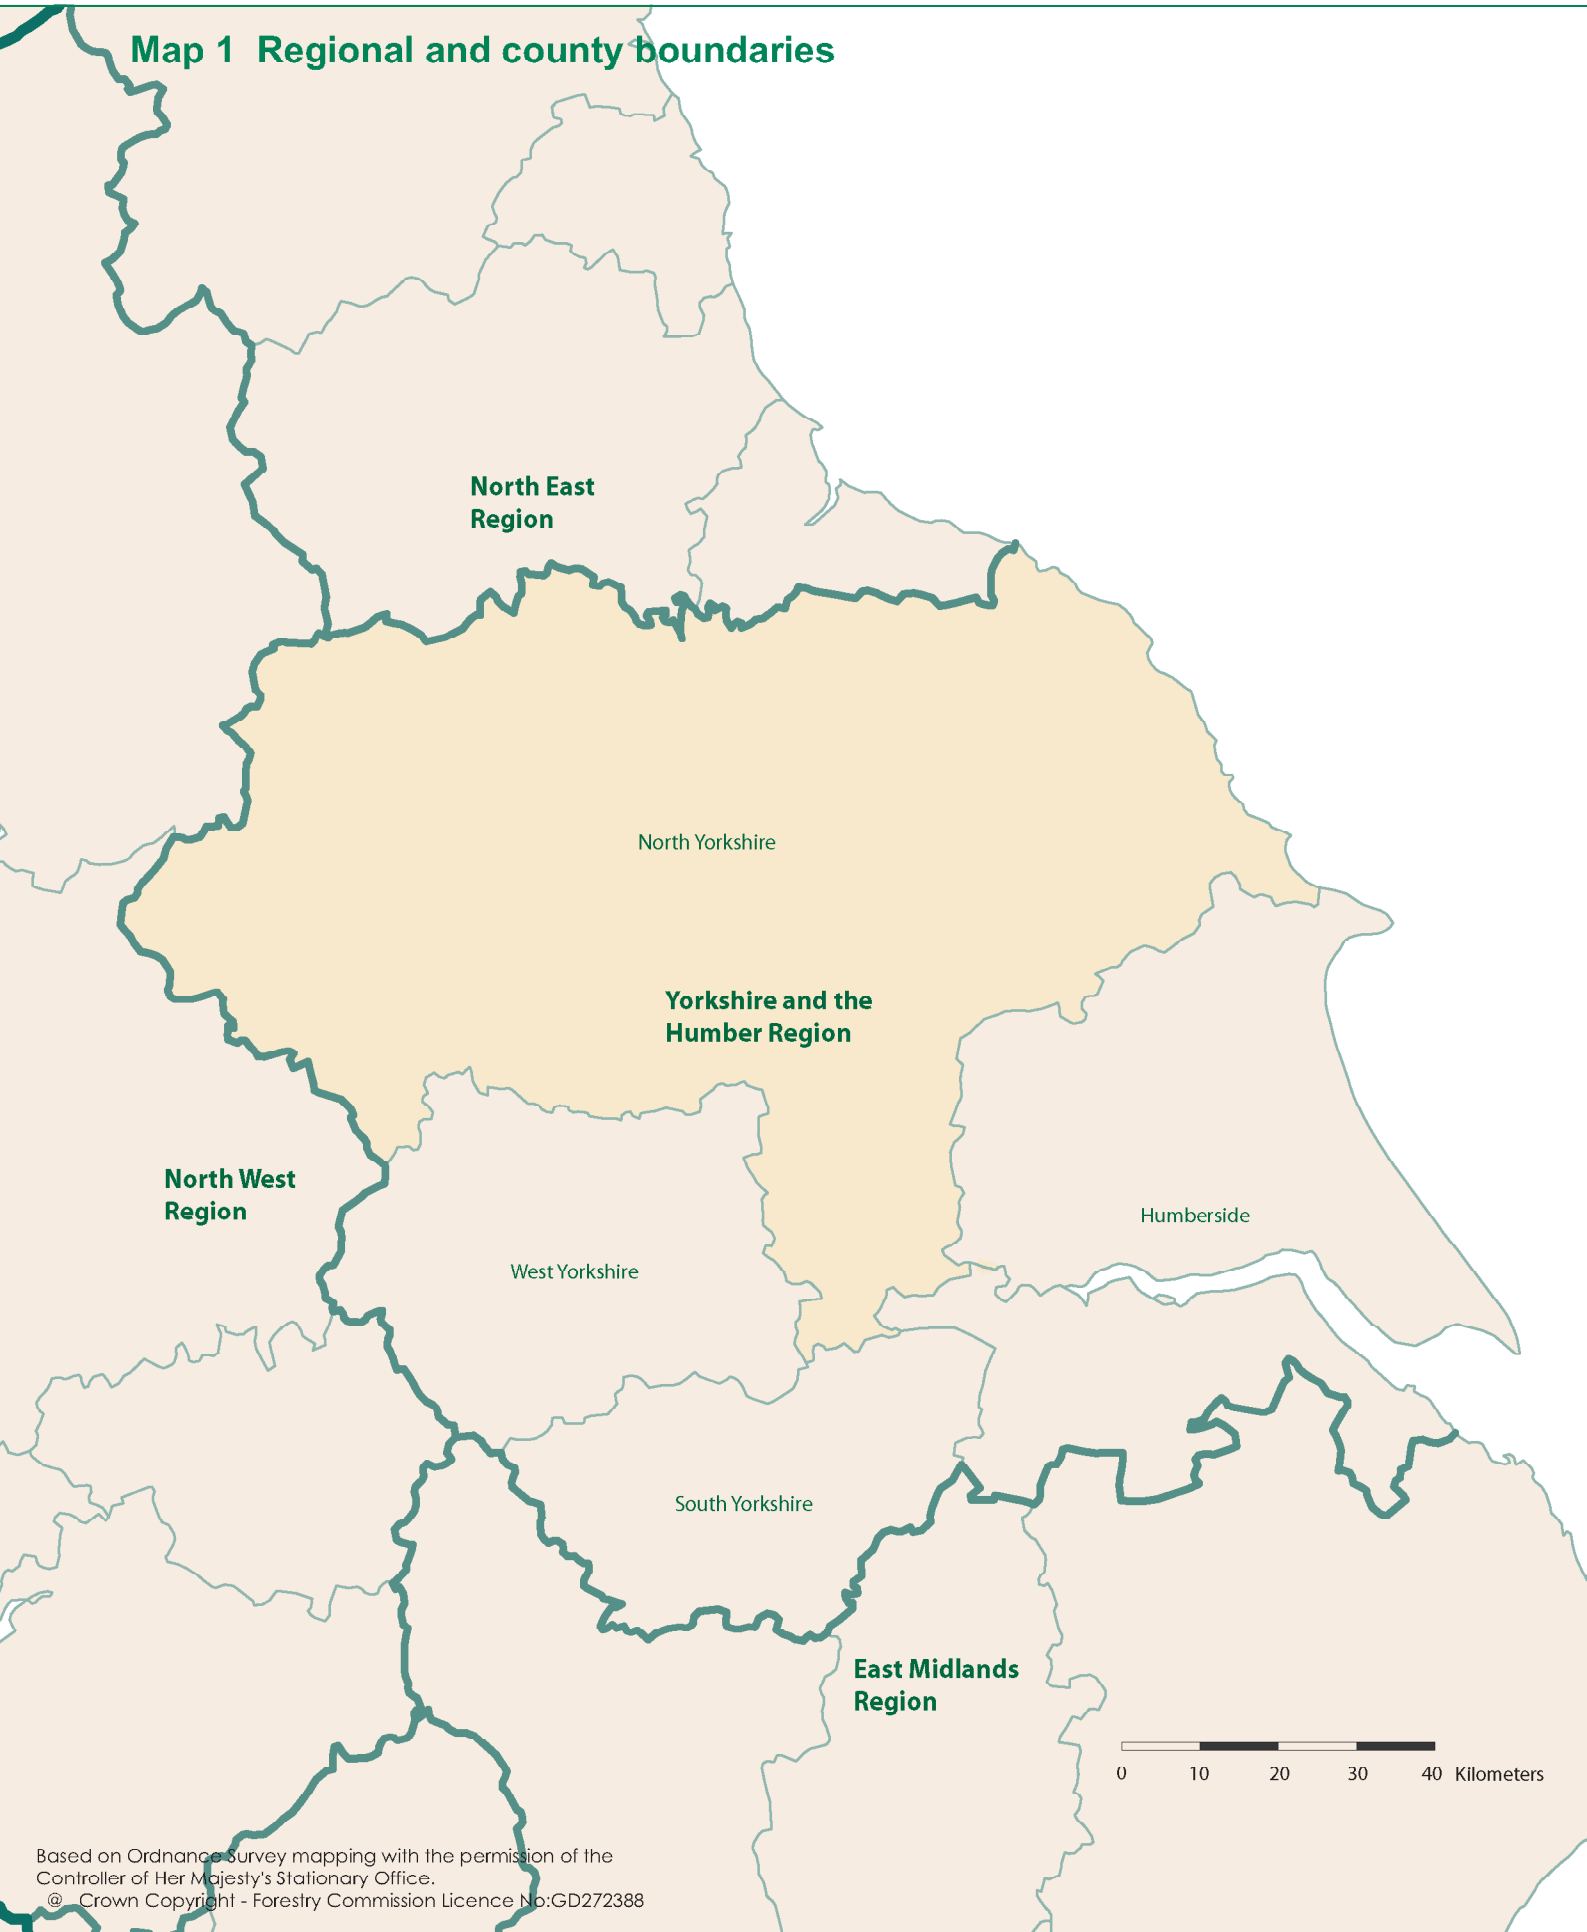 Map 1 Regional and county boundaries
North East
Region
North Yorkshire
Yorkshire and the
Humber Region
North West
Region
Humberside
West Yorkshire
South Yorkshire
East Midlands
Region
0 10 20 30 40 Kilometers
Based on Ordnance Survey mapping with the permission of the
Controller of Her Majesty's Stationary Office.
@ Crown Copyright - Forestry Commission Licence No:GD272388